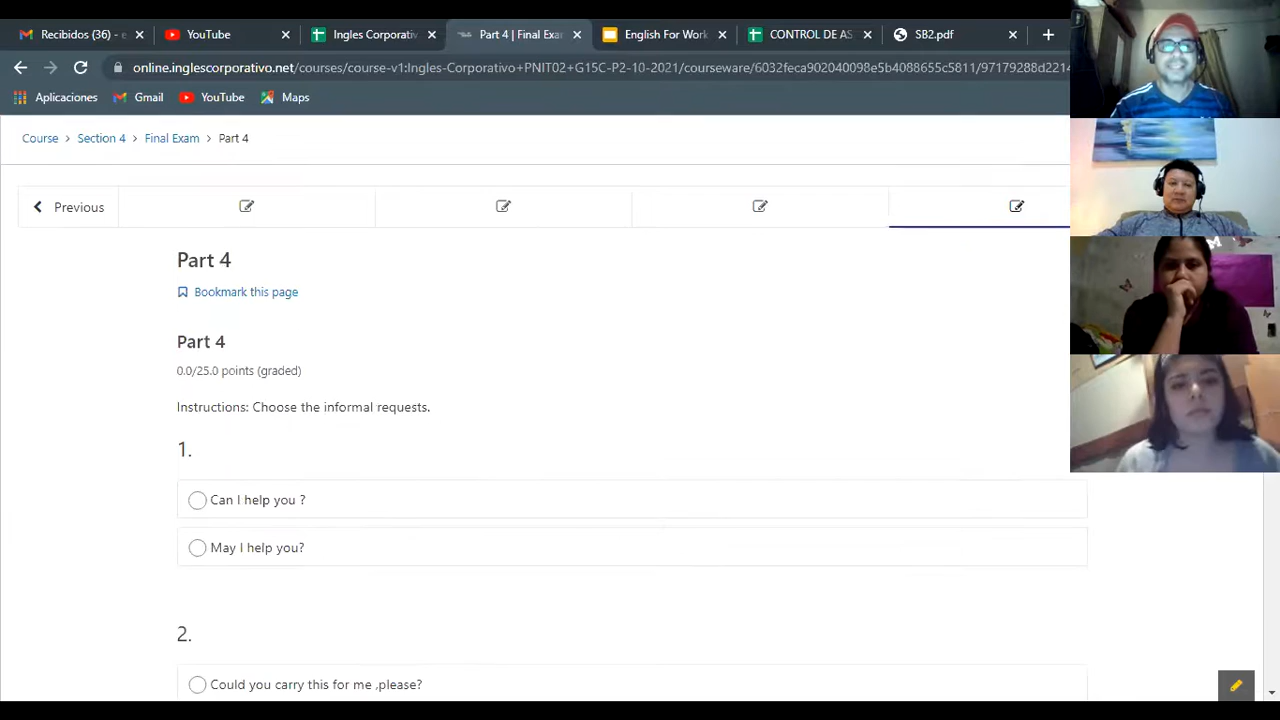 Recibidos (36) - e
YouTube
Ingles Corporativ
Part 4 | Final Exar
English For Work
CONTROL DE AS
SB2.pdf
online.inglescorporativo.net/courses/course-v1:Ingles-Corporativo+PNIT02+G15C-P2-10-2021/courseware/6032feca902040098e5b4088655c5811/97179288d2214
Aplicaciones
Gmail
YouTube
Maps
Course > Section 4 > Final Exam > Part 4
Previous
Part 4
Bookmark this page
Part 4
0.0/25.0 points (graded)
Instructions: Choose the informal requests.
1.
Can I help you ?
May I help you?
2.
Could you carry this for me ,please?